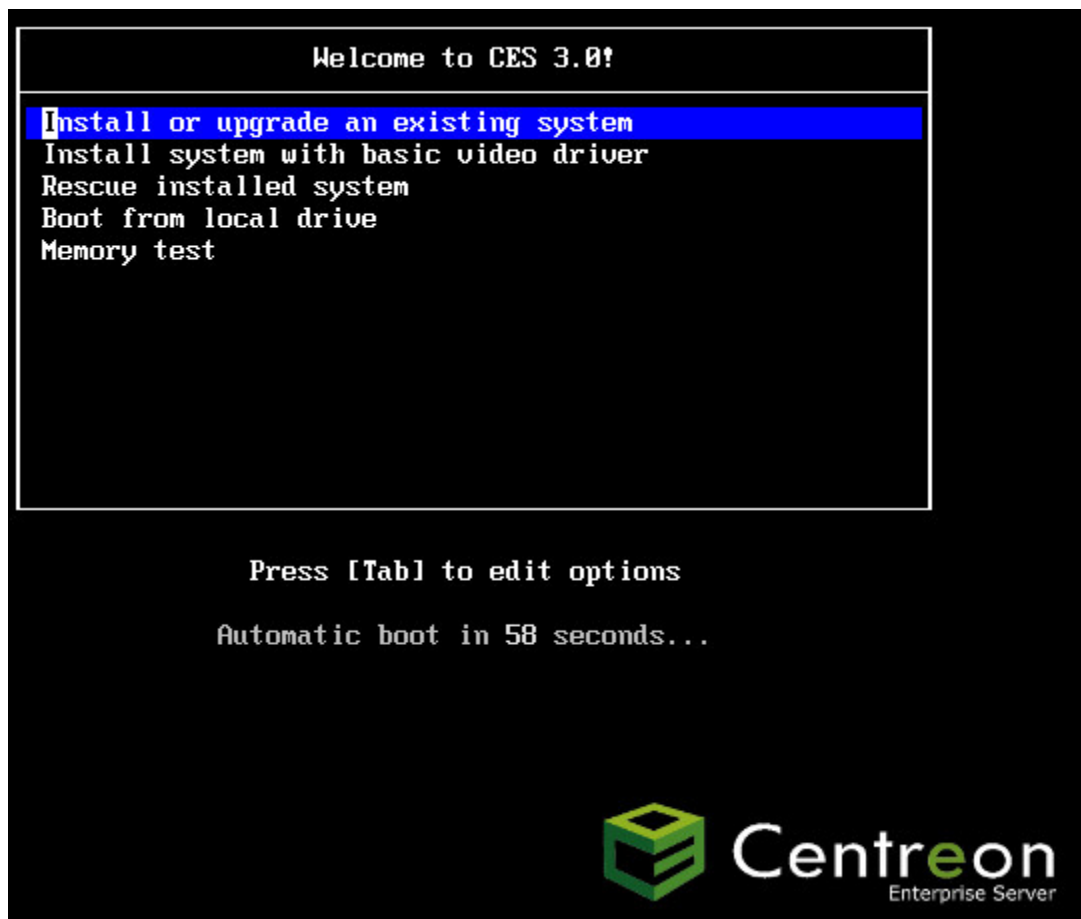 Welcome to CES 3.0!
Install or upgrade an existing system
Install system with basic video driver
Rescue installed system
Boot from local drive
Memory test
Press [Tab] to edit options
Automatic boot in 58 seconds...
Centreon
Enterprise Server